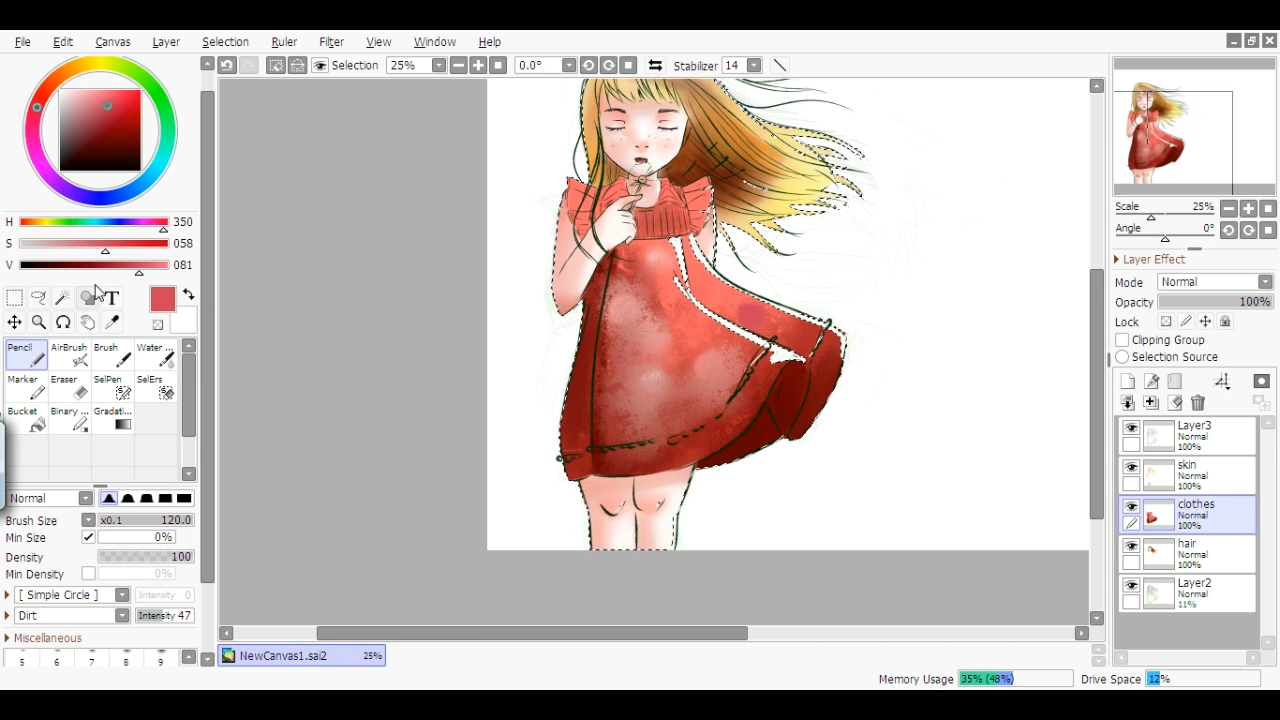 File Edit Canvas Layer Selection Ruler Filter View Window Help
Selection 25% 0.0° Stabilizer 14
H 350
S 058
V 081
T
Pencil AirBrush Brush Water ...
Marker Eraser SelPen SelErs
Bucket Binary ... Gradati...
Normal
Brush Size x0.1 120.0
Min Size 0%
Density 100
Min Density 0%
[ Simple Circle ] Intensity 0
Dirt Intensity 47
Miscellaneous
5 6 7 8 9
NewCanvas1.sai2 25%
Memory Usage 35% (48%) Drive Space 12%
Scale 25%
Angle 0°
Layer Effect
Mode Normal
Opacity 100%
Lock
Clipping Group
Selection Source
Layer3
Normal
100%
skin
Normal
100%
clothes
Normal
100%
hair
Normal
100%
Layer2
Normal
11%